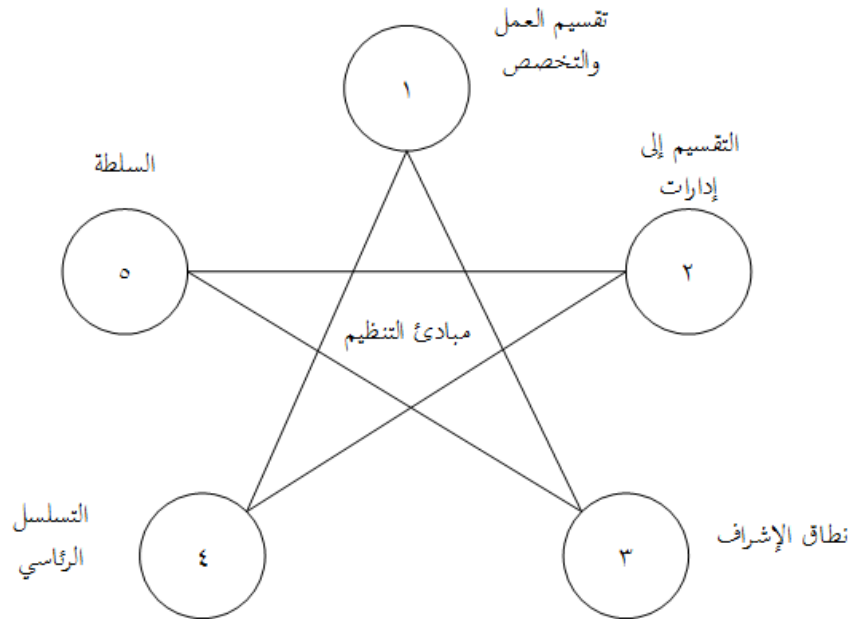 تقسيم العمل
والتخصص
١
التقسيم إلى
إدارات
٢
السلطة
٥
مبادئ التنظيم
نطاق الإشراف
٣
التسلسل
الرئاسي
٤